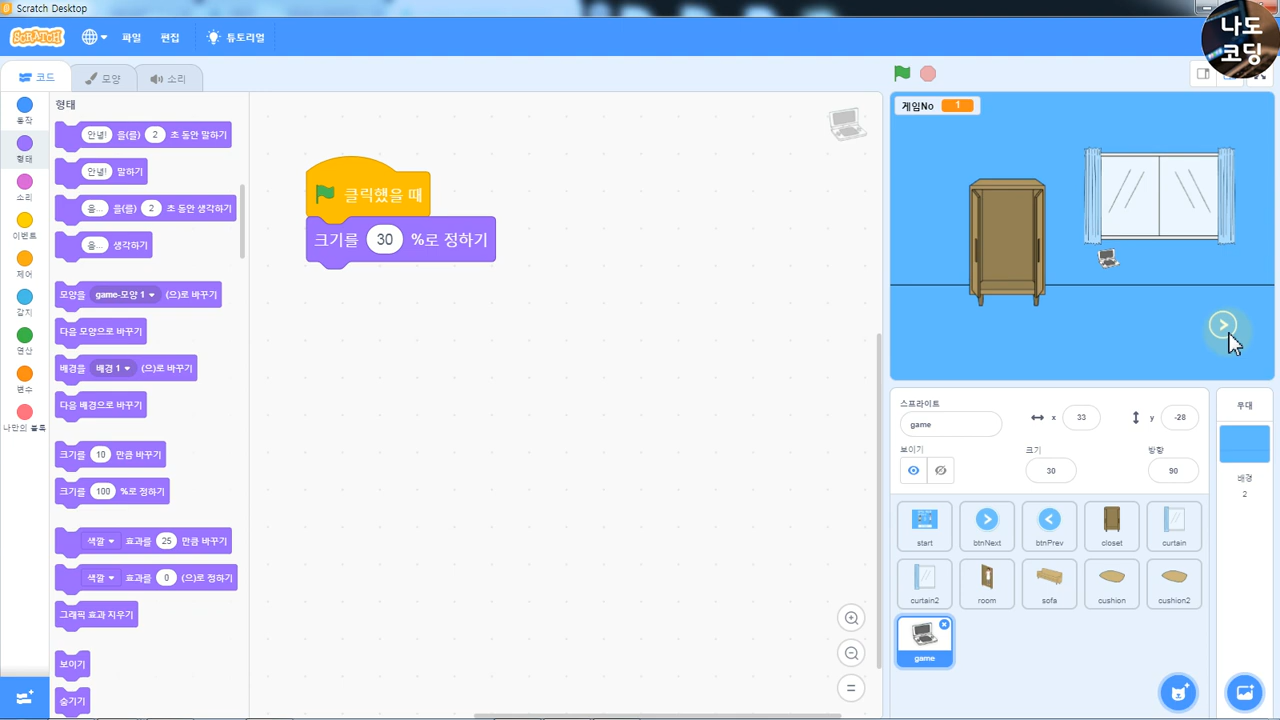 Scratch Desktop
SCRATCH
파일
편집
튜토리얼
나도
코딩
코드
모양
소리
동작
형태
소리
이벤트
제어
감지
연산
변수
나만의 블록
형태
안녕! 을(를) 2 초 동안 말하기
안녕! 말하기
음... 을(를) 2 초 동안 생각하기
음... 생각하기
모양을 game-모양 1 (으)로 바꾸기
다음 모양으로 바꾸기
배경을 배경 1 (으)로 바꾸기
다음 배경으로 바꾸기
크기를 10 만큼 바꾸기
크기를 100 %로 정하기
색깔 효과를 25 만큼 바꾸기
색깔 효과를 0 (으)로 정하기
그래픽 효과 지우기
보이기
숨기기
클릭했을 때
크기를 30 %로 정하기
게임No 1
스프라이트
game
x 33
y -28
보이기
크기
30
방향
90
무대
배경
2
start
btnNext
btnPrev
closet
curtain
curtain2
room
sofa
cushion
cushion2
game